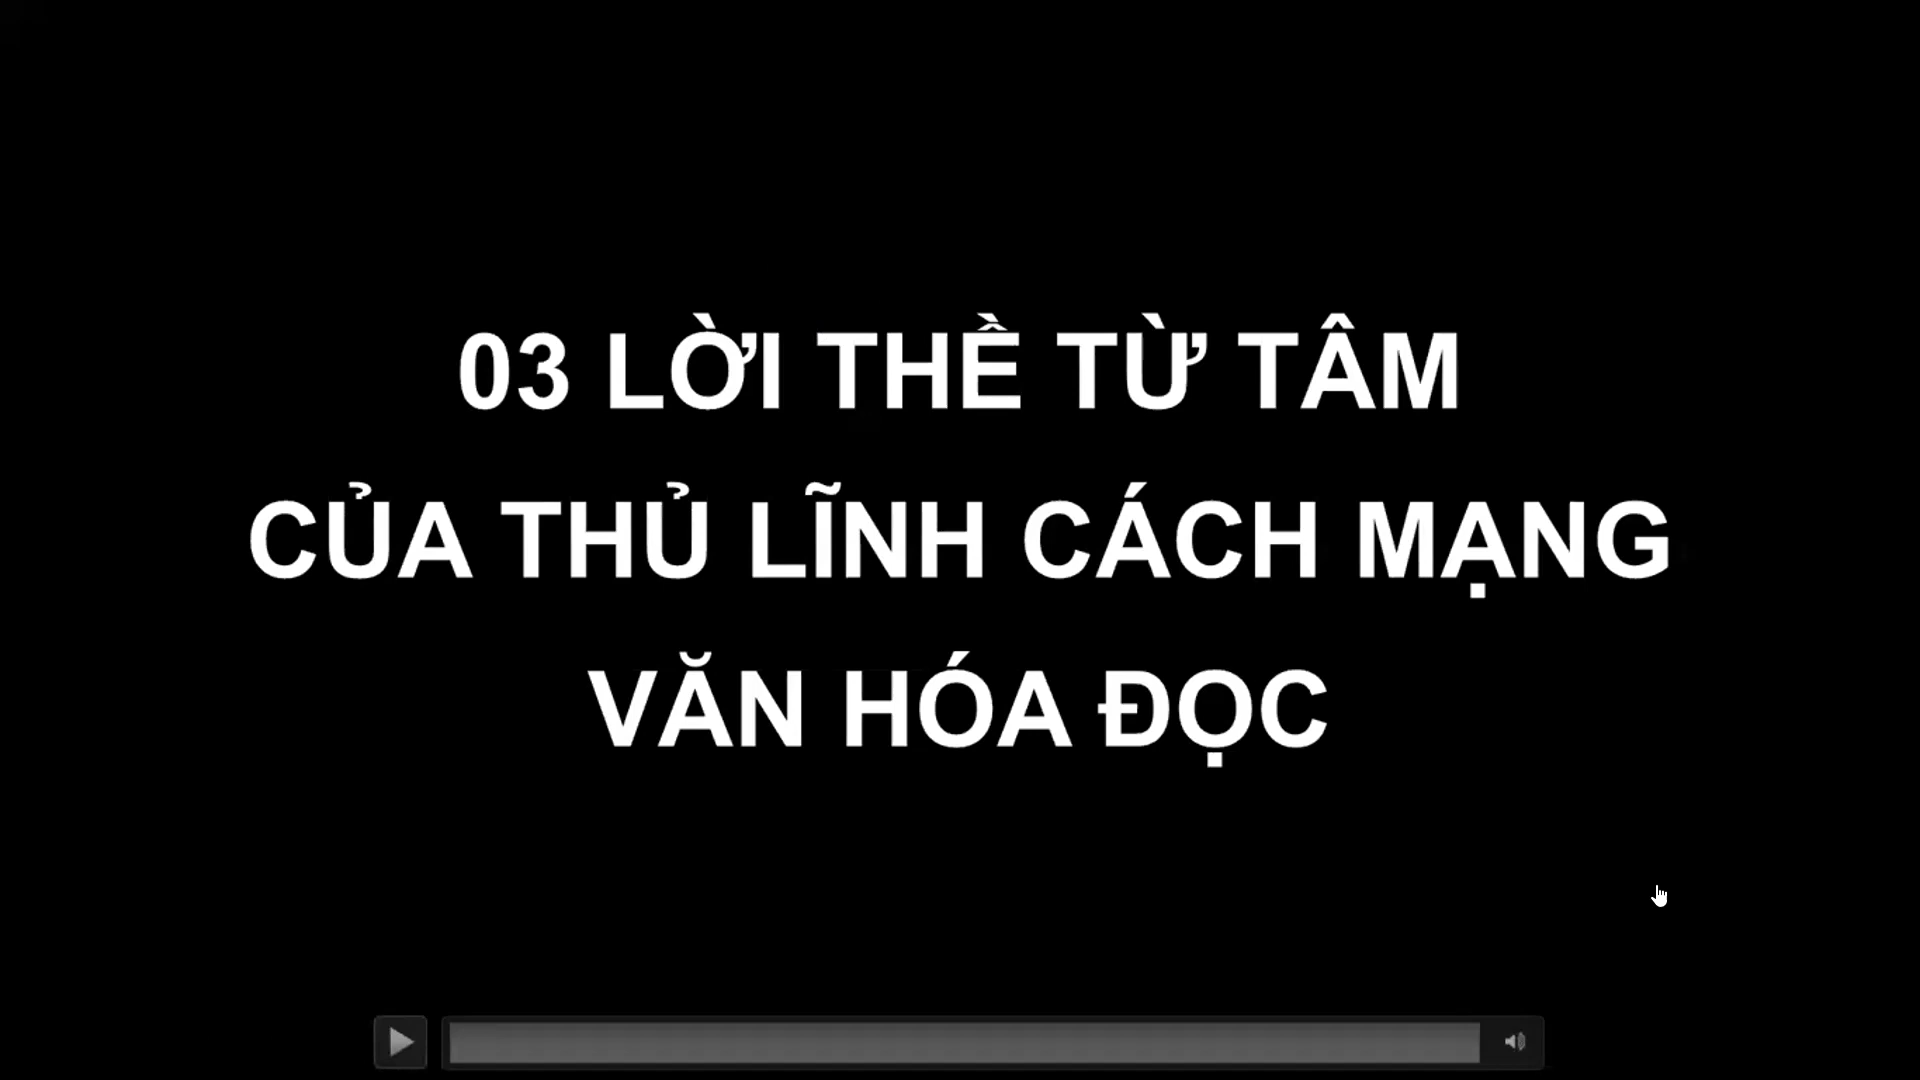 03 LỜI THỀ TỪ TÂM
CỦA THỦ LĨNH CÁCH MẠNG
VĂN HÓA ĐỌC